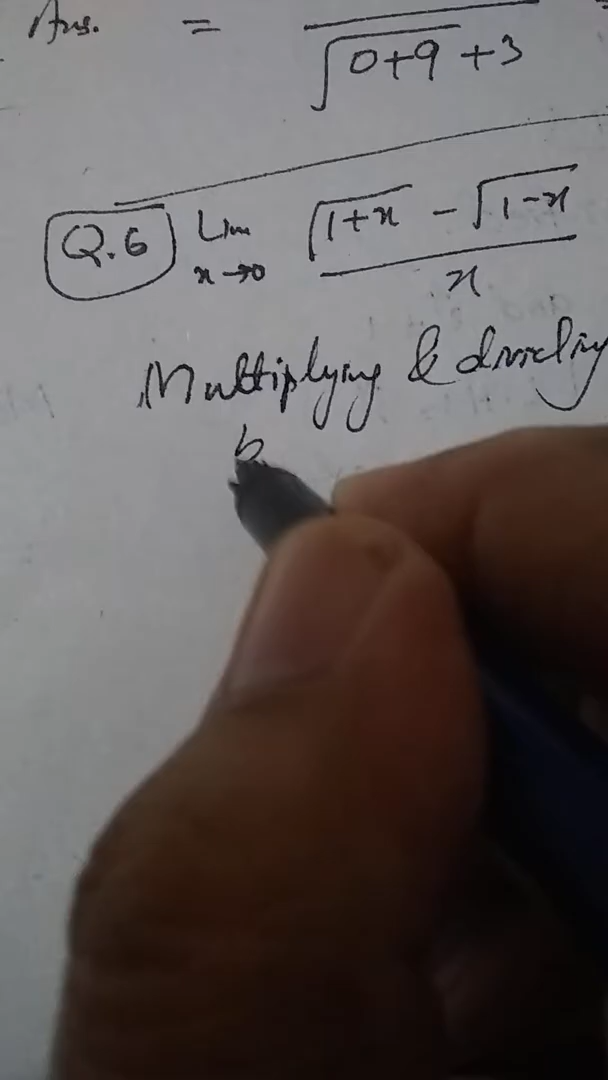 Ans. =
√0+9 + 3
Q.6 Lim x→0 √1+x - √1-x / x
Multiplying & dividing
b